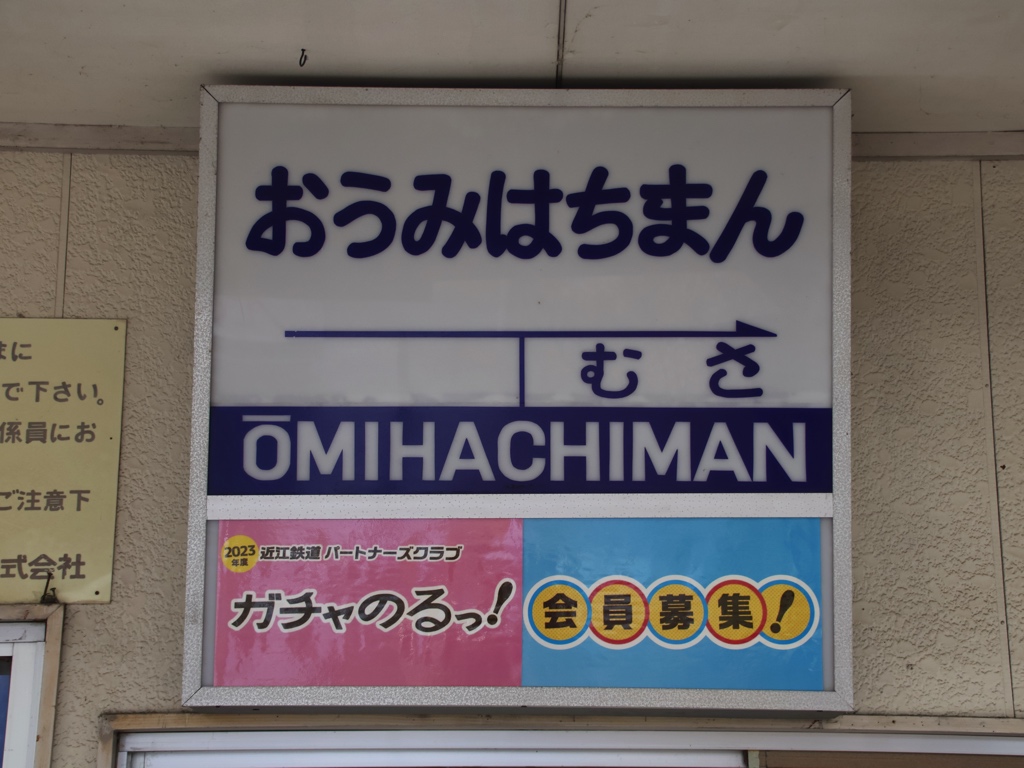 おうみはちまん
むさ
ŌMIHACHIMAN
2023年度 近江鉄道 パートナーズクラブ
ガチャのるっ!
会員募集!
まに
で下さい。
係員にお
ご注意下
式会社